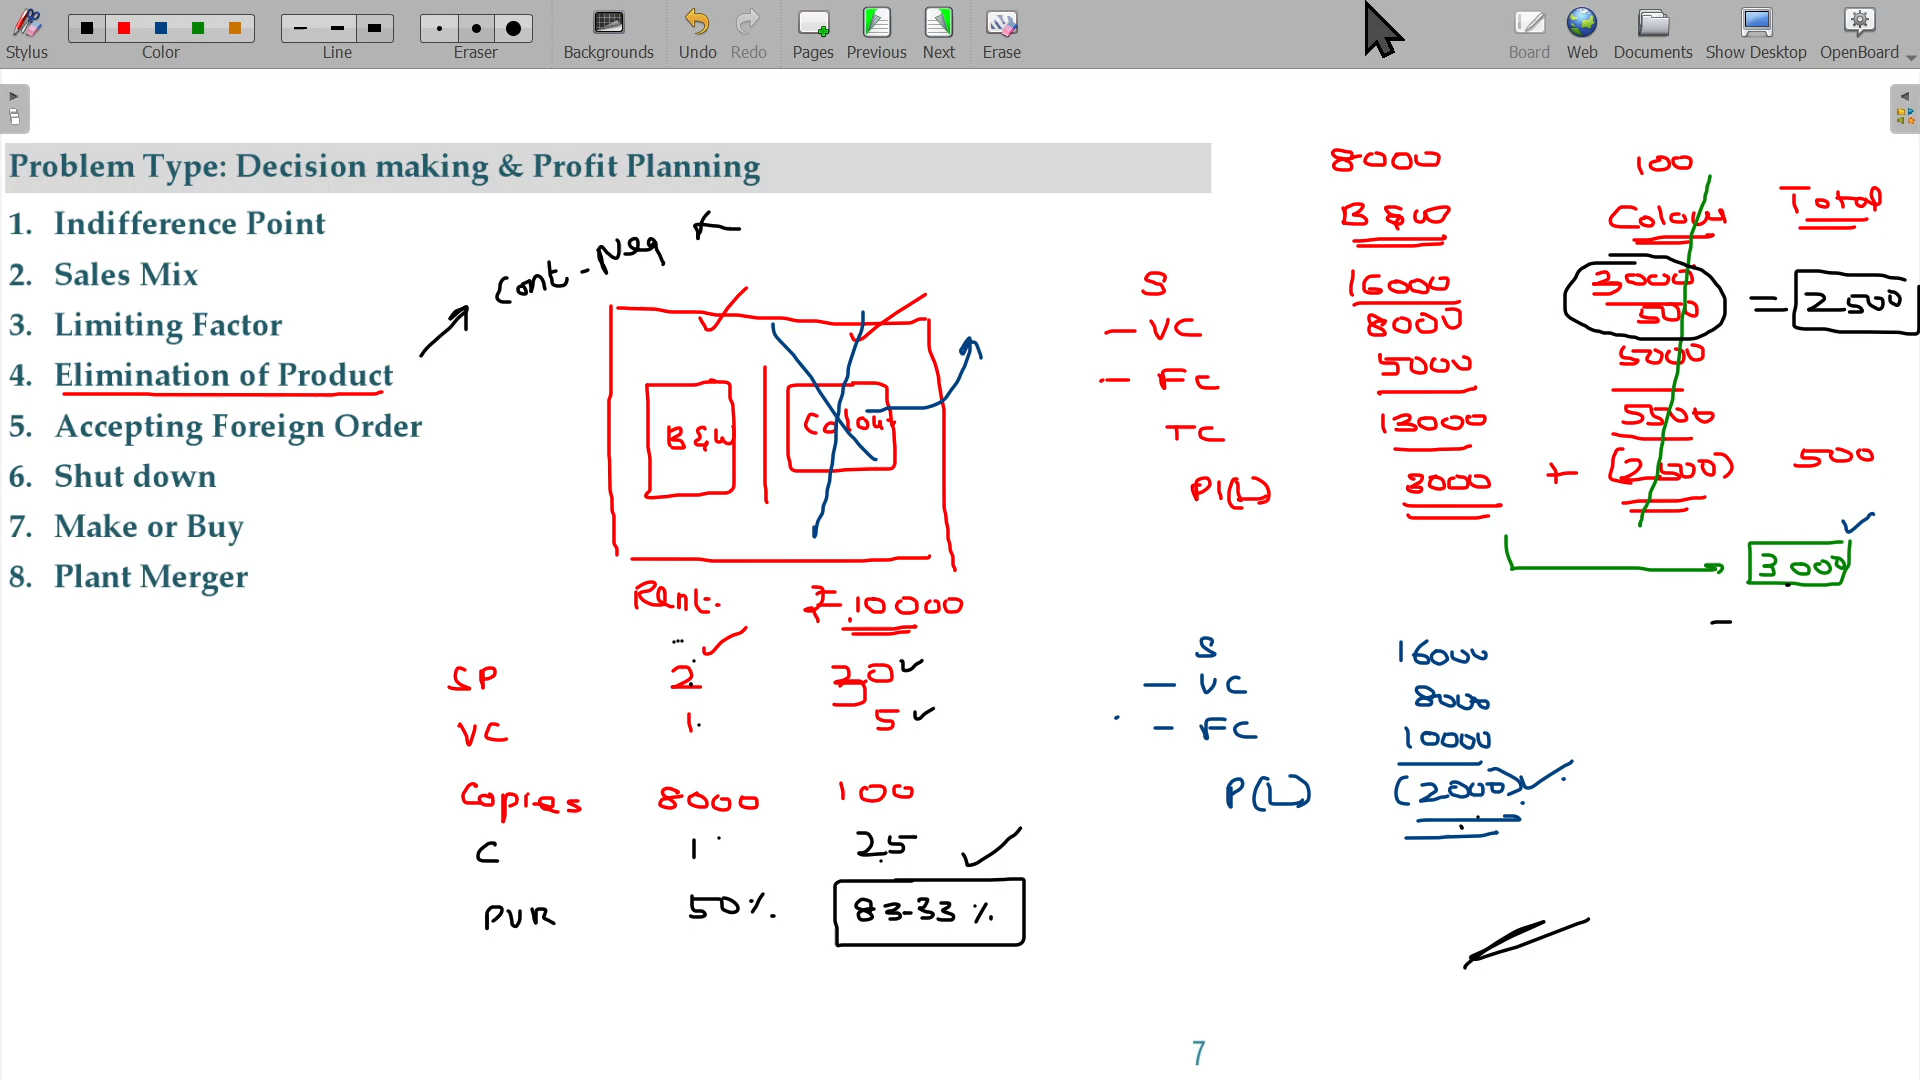 Stylus
Color
Line
Eraser
Backgrounds
Undo
Redo
Pages
Previous
Next
Erase
Board
Web
Documents
Show Desktop
OpenBoard
Problem Type: Decision making & Profit Planning
1. Indifference Point
2. Sales Mix
3. Limiting Factor
4. Elimination of Product
5. Accepting Foreign Order
6. Shut down
7. Make or Buy
8. Plant Merger
Cont - Neg
B&W Colour
Rent. ₹ 10000
SP 2 30
VC 1 5
Copies 8000 100
C 1 25
PVR 50% 83-33 %
8000 100
B&W Colour Total
S 16000 3000 = 2500
- VC 8000 500
- FC 5000 5000
TC 13000 5500
P/(L) 3000 + (2500) 500
3000
S 16000
- VC 8000
- FC 10000
P(L) (2000)
7